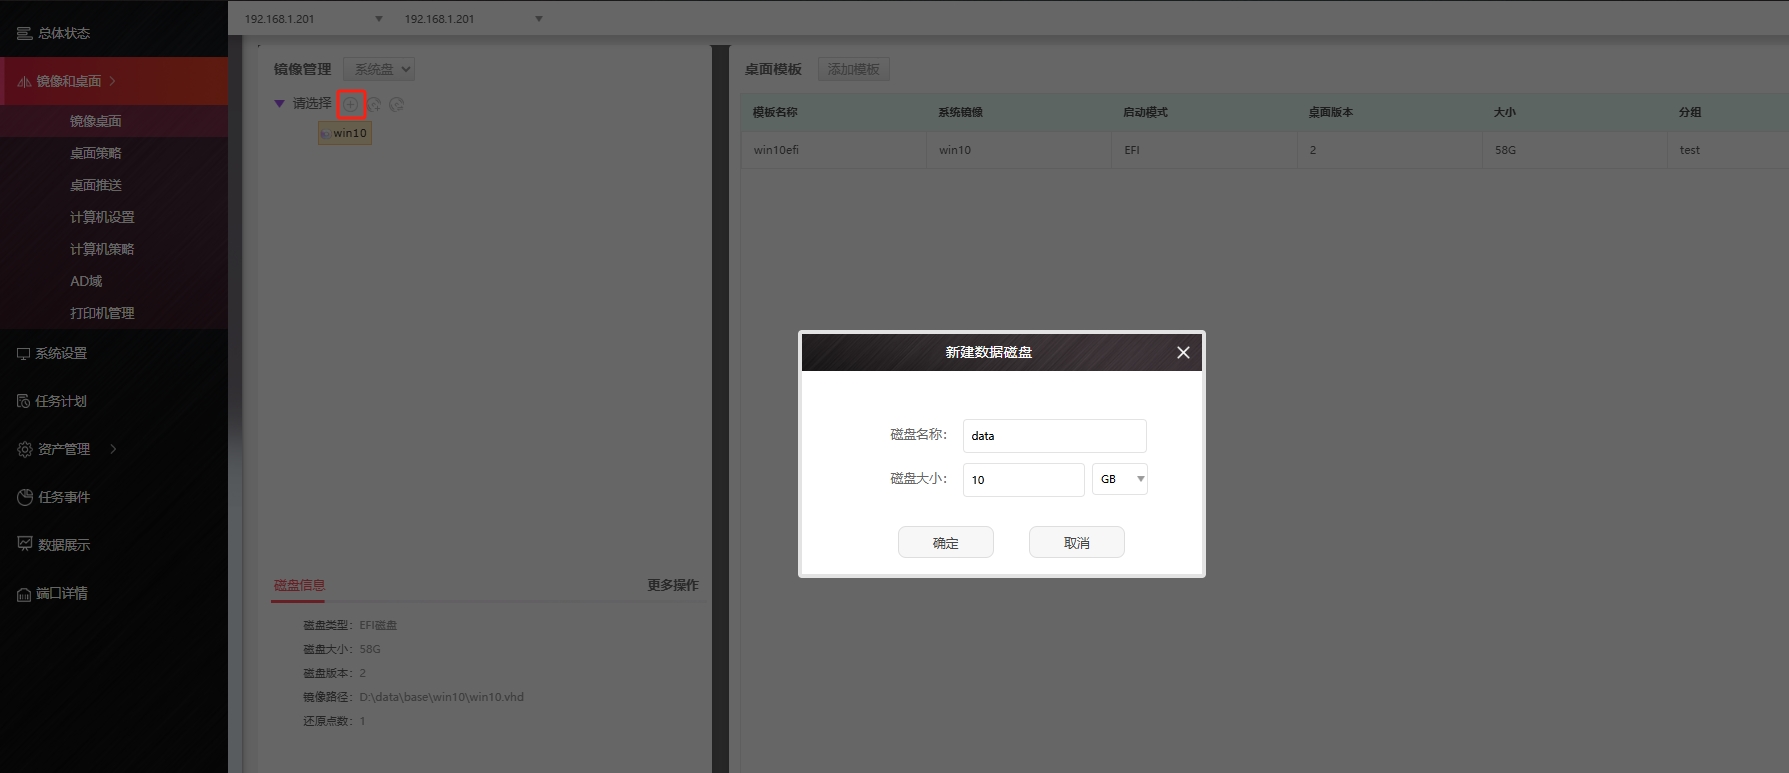 192.168.1.201
192.168.1.201
总体状态
镜像和桌面
镜像桌面
桌面策略
桌面推送
计算机设置
计算机策略
AD域
打印机管理
系统设置
任务计划
资产管理
任务事件
数据展示
端口详情
镜像管理 系统盘
请选择
win10
磁盘信息 更多操作
磁盘类型：EFI磁盘
磁盘大小：58G
磁盘版本：2
镜像路径：D:\data\base\win10\win10.vhd
还原点数：1
桌面模板 添加模板
模板名称 系统镜像 启动模式 桌面版本 大小 分组
win10efi win10 EFI 2 58G test
新建数据磁盘
磁盘名称： data
磁盘大小： 10 GB
确定 取消